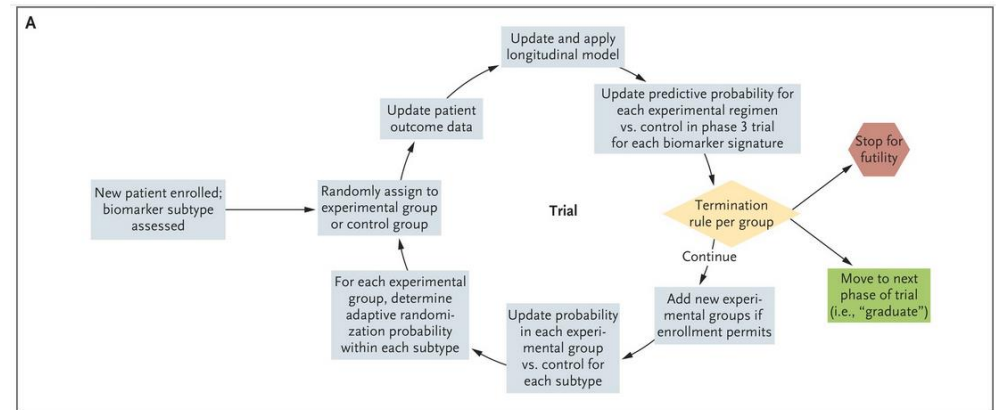 A
Update and apply
longitudinal model
Update patient
outcome data
Update predictive probability for
each experimental regimen
vs. control in phase 3 trial
for each biomarker signature
Stop for
futility
New patient enrolled;
biomarker subtype
assessed
Randomly assign to
experimental group
or control group
Trial
Termination
rule per group
Continue
Move to next
phase of trial
(i.e., “graduate”)
Add new experi-
mental groups if
enrollment permits
Update probability
in each experi-
mental group
vs. control for
each subtype
For each experimental
group, determine
adaptive randomi-
zation probability
within each subtype